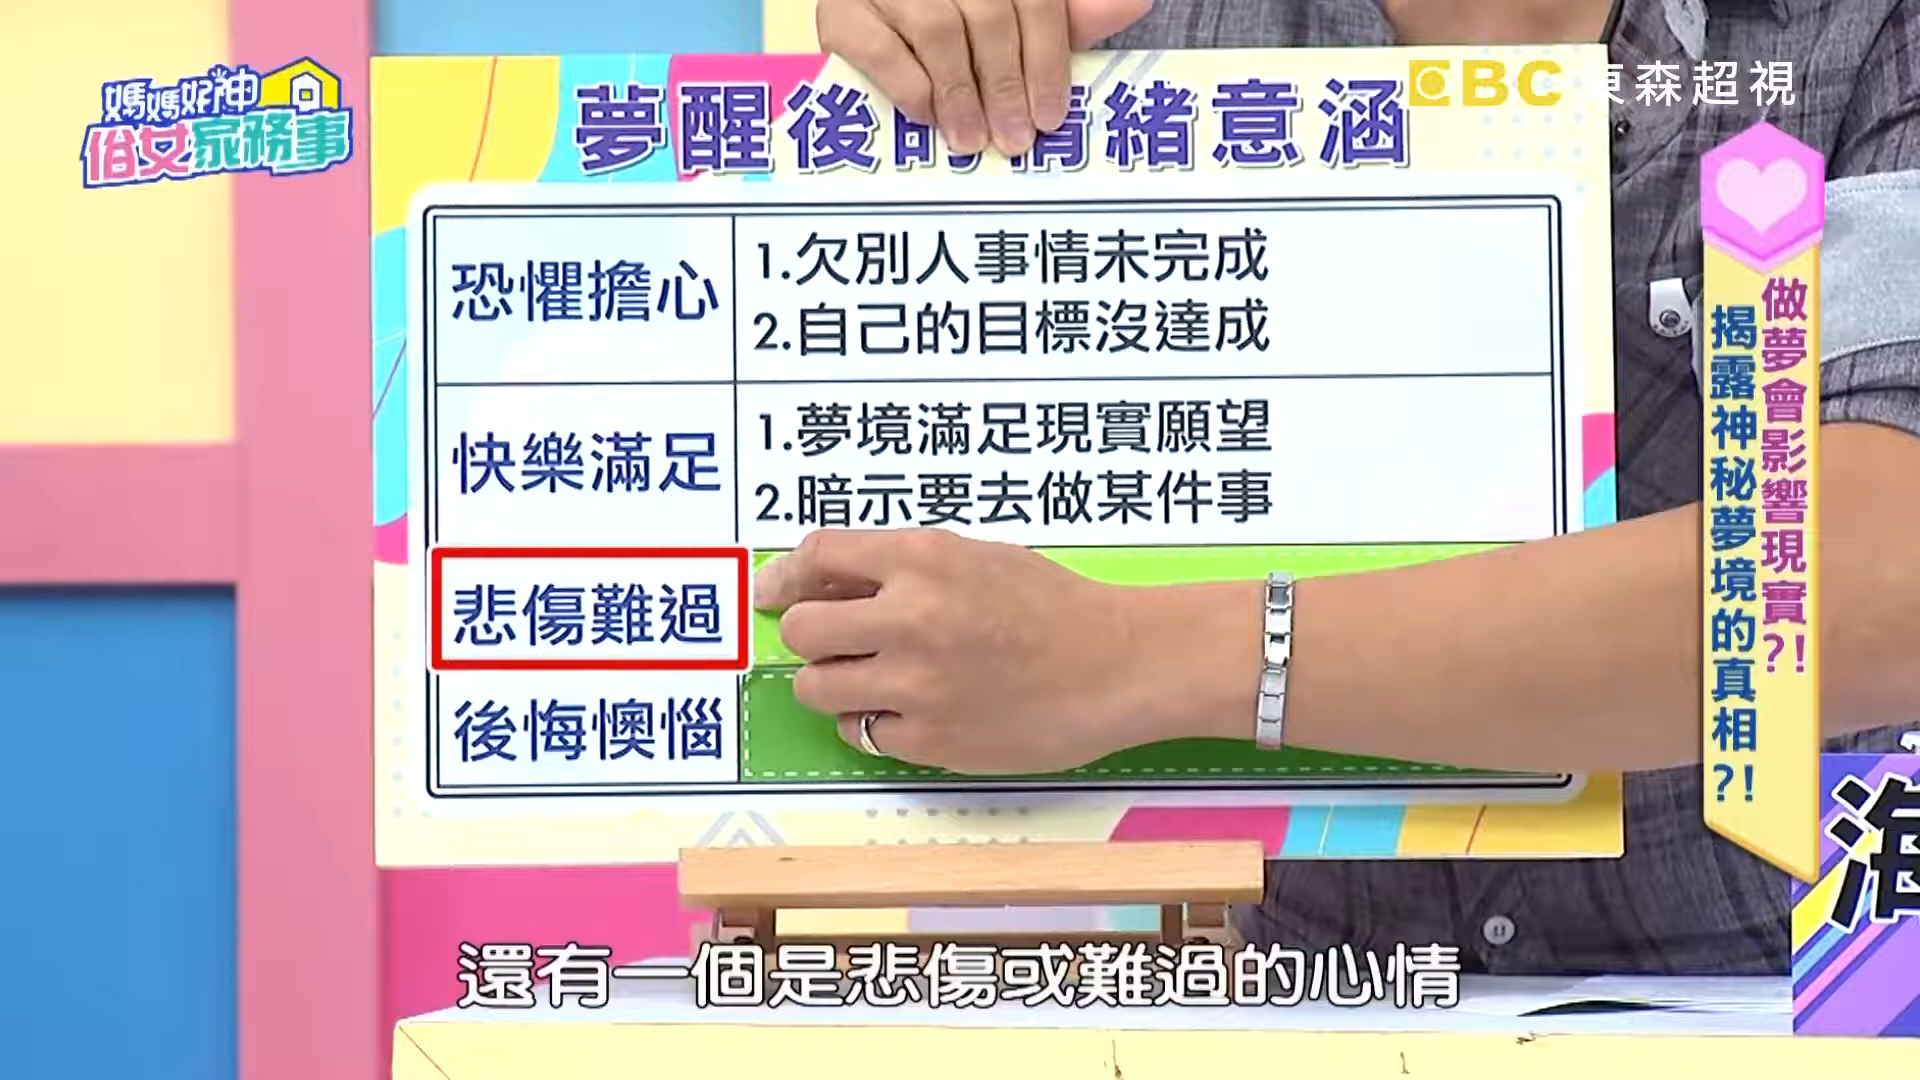 媽媽好神
俗女家務事
EBC 東森超視
夢醒後的情緒意涵
恐懼擔心
1.欠別人事情未完成
2.自己的目標沒達成
快樂滿足
1.夢境滿足現實願望
2.暗示要去做某件事
悲傷難過
後悔懊惱
做夢會影響現實?!
揭露神秘夢境的真相?!
還有一個是悲傷或難過的心情